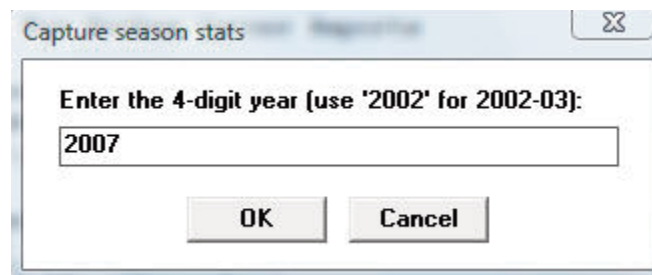 Capture season stats
Enter the 4-digit year (use '2002' for 2002-03):
2007
OK
Cancel